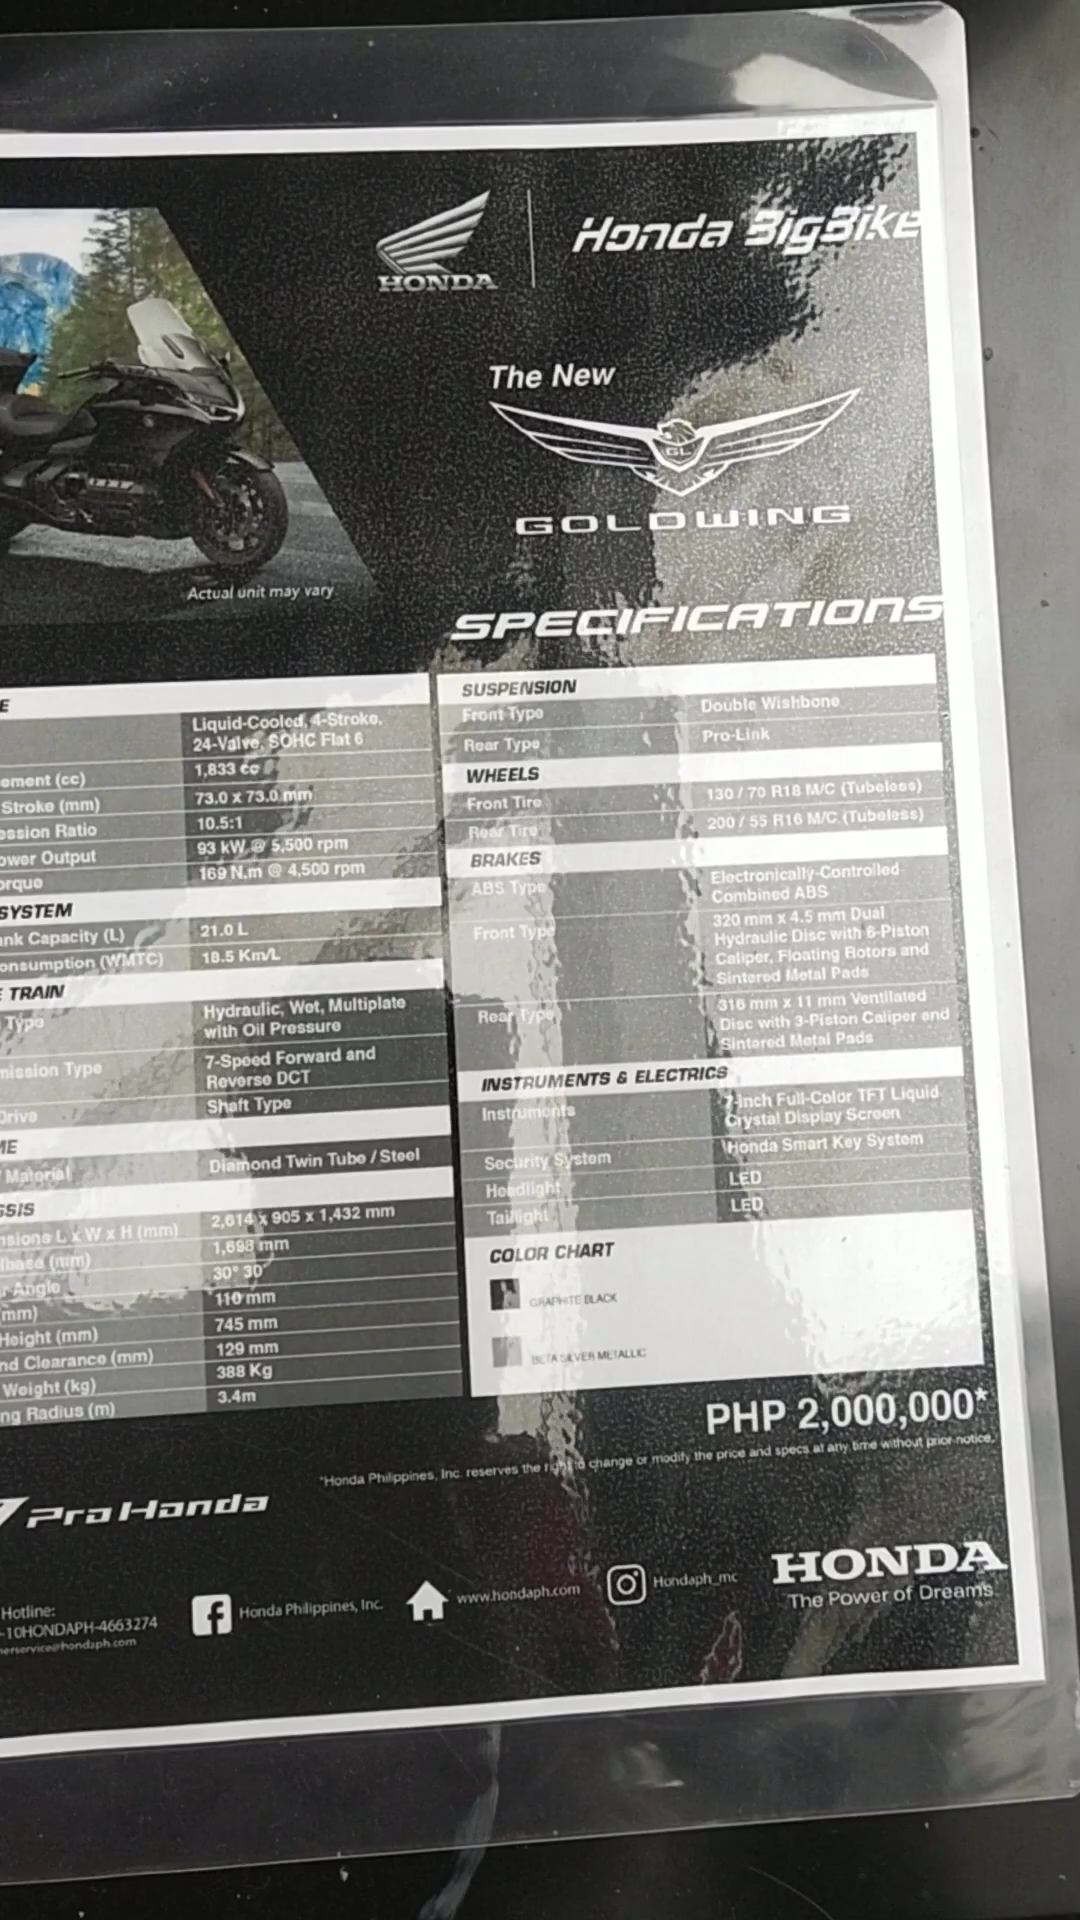 HONDA
Honda BigBike
The New
GL
GOLDWING
Actual unit may vary
SPECIFICATIONS
E
Liquid-Cooled, 4-Stroke,
24-Valve, SOHC Flat 6
ement (cc) 1,833 cc
Stroke (mm) 73.0 x 73.0 mm
ession Ratio 10.5:1
ower Output 93 kW @ 5,500 rpm
orque 169 N.m @ 4,500 rpm
SYSTEM
ank Capacity (L) 21.0 L
onsumption (WMTC) 18.5 Km/L
TRAIN
Type Hydraulic, Wet, Multiplate
with Oil Pressure
mission Type 7-Speed Forward and
Reverse DCT
Drive Shaft Type
ME
Material Diamond Twin Tube / Steel
SSIS
nsions L x W x H (mm) 2,614 x 905 x 1,432 mm
lbase (mm) 1,698 mm
r Angle 30° 30'
mm) 110 mm
Height (mm) 745 mm
nd Clearance (mm) 129 mm
Weight (kg) 388 Kg
ng Radius (m) 3.4m
SUSPENSION
Front Type Double Wishbone
Rear Type Pro-Link
WHEELS
Front Tire 130 / 70 R18 M/C (Tubeless)
Rear Tire 200 / 55 R16 M/C (Tubeless)
BRAKES
ABS Type Electronically-Controlled
Combined ABS
Front Type 320 mm x 4.5 mm Dual
Hydraulic Disc with 6-Piston
Caliper, Floating Rotors and
Sintered Metal Pads
Rear Type 316 mm x 11 mm Ventilated
Disc with 3-Piston Caliper and
Sintered Metal Pads
INSTRUMENTS & ELECTRICS
Instruments 7-inch Full-Color TFT Liquid
Crystal Display Screen
Security System Honda Smart Key System
Headlight LED
Taillight LED
COLOR CHART
GRAPHITE BLACK
BETA SILVER METALLIC
PHP 2,000,000*
*Honda Philippines, Inc. reserves the right to change or modify the price and specs at any time without prior notice.
Pro Honda
Hotline:
-10HONDAPH-4663274
nerservice@hondaph.com
Honda Philippines, Inc.
www.hondaph.com
Hondaph_mc
HONDA
The Power of Dreams